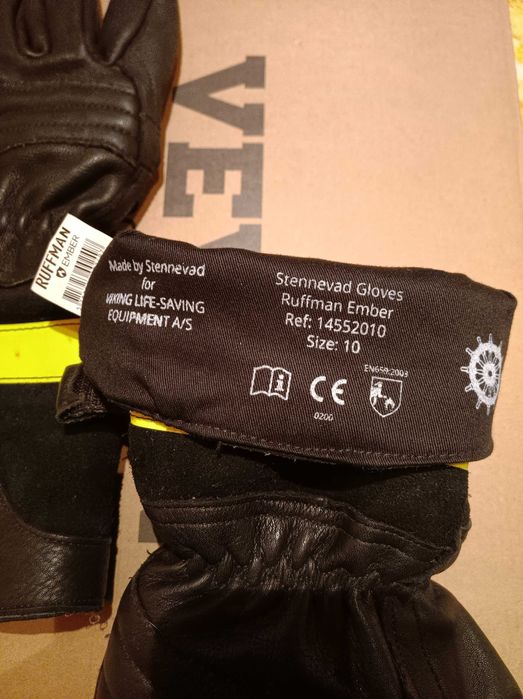 RUFFMAN
EMBER
Made by Stennevad
for
VIKING LIFE-SAVING
EQUIPMENT A/S
Stennevad Gloves
Ruffman Ember
Ref: 14552010
Size: 10
i
CE
0200
EN659:2003
VE